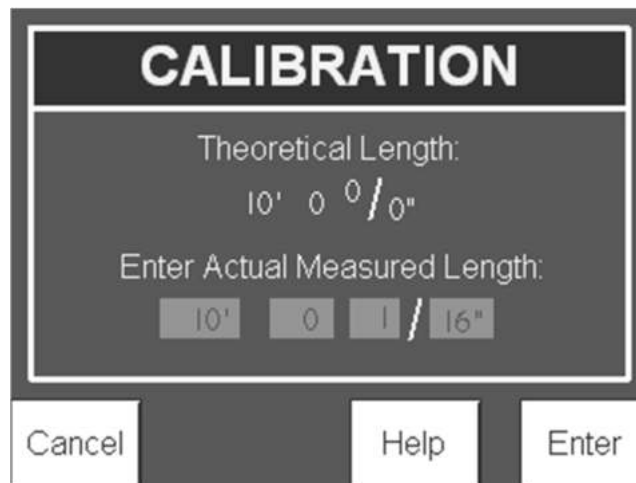 CALIBRATION
Theoretical Length:
10' 0 0/0"
Enter Actual Measured Length:
10' 0 1/16"
Cancel Help Enter